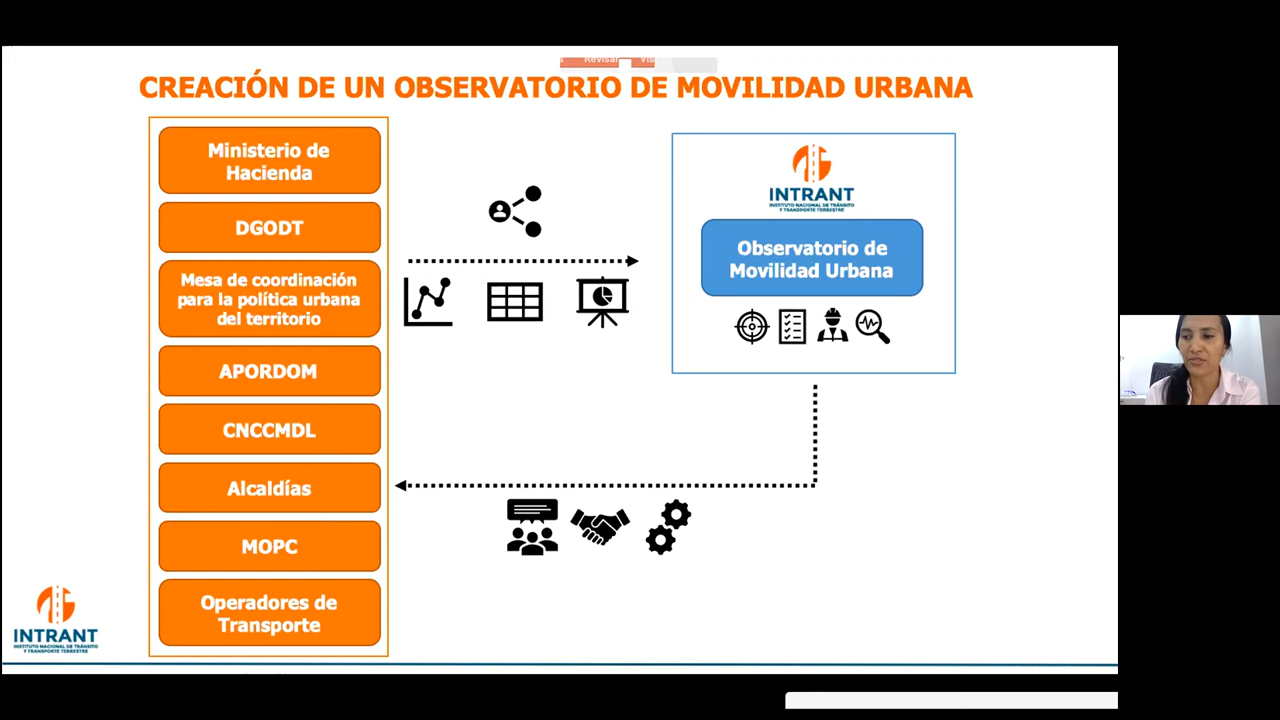 Revisar
Vis
CREACIÓN DE UN OBSERVATORIO DE MOVILIDAD URBANA
Ministerio de
Hacienda
DGODT
Mesa de coordinación
para la política urbana
del territorio
APORDOM
CNCCMDL
Alcaldías
MOPC
Operadores de
Transporte
INTRANT
INSTITUTO NACIONAL DE TRÁNSITO
Y TRANSPORTE TERRESTRE
Observatorio de
Movilidad Urbana
INTRANT
INSTITUTO NACIONAL DE TRÁNSITO
Y TRANSPORTE TERRESTRE